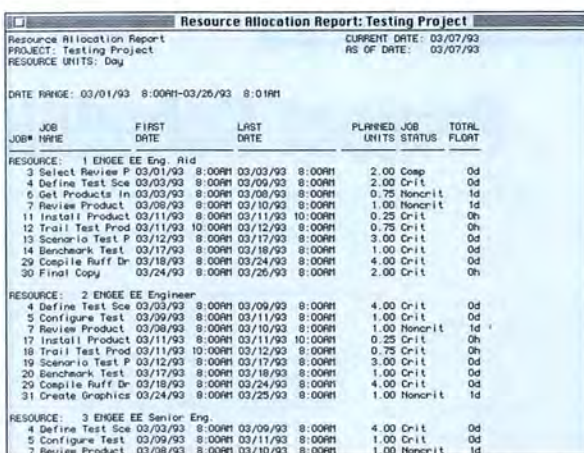 Resource Allocation Report: Testing Project
Resource Allocation Report CURRENT DATE: 03/07/93
PROJECT: Testing Project AS OF DATE: 03/07/93
RESOURCE UNITS: Day
DATE RANGE: 03/01/93 8:00AM-03/26/93 8:01AM
JOB FIRST LAST PLANNED JOB TOTAL
JOB# NAME DATE DATE UNITS STATUS FLOAT
RESOURCE: 1 ENGEE EE Eng. Aid
3 Select Review P 03/01/93 8:00AM 03/03/93 8:00AM 2.00 Comp 0d
4 Define Test Sce 03/03/93 8:00AM 03/09/93 8:00AM 2.00 Crit 0d
6 Get Products In 03/03/93 8:00AM 03/08/93 8:00AM 0.75 Noncrit 1d
7 Review Product 03/08/93 8:00AM 03/10/93 8:00AM 1.00 Noncrit 1d
11 Install Product 03/11/93 8:00AM 03/11/93 10:00AM 0.25 Crit 0h
12 Trail Test Prod 03/11/93 10:00AM 03/12/93 8:00AM 0.75 Crit 0h
13 Scenario Test P 03/12/93 8:00AM 03/17/93 8:00AM 3.00 Crit 0d
14 Benchmark Test 03/17/93 8:00AM 03/18/93 8:00AM 1.00 Crit 0d
29 Compile Ruff Dr 03/18/93 8:00AM 03/24/93 8:00AM 4.00 Crit 0d
30 Final Copy 03/24/93 8:00AM 03/26/93 8:00AM 2.00 Crit 0h
RESOURCE: 2 ENGEE EE Engineer
4 Define Test Sce 03/03/93 8:00AM 03/09/93 8:00AM 4.00 Crit 0d
5 Configure Test 03/09/93 8:00AM 03/11/93 8:00AM 1.00 Crit 0d
7 Review Product 03/08/93 8:00AM 03/10/93 8:00AM 1.00 Noncrit 1d
17 Install Product 03/11/93 8:00AM 03/11/93 10:00AM 0.25 Crit 0h
18 Trail Test Prod 03/11/93 10:00AM 03/12/93 8:00AM 0.75 Crit 0h
19 Scenario Test P 03/12/93 8:00AM 03/17/93 8:00AM 3.00 Crit 0d
20 Benchmark Test 03/17/93 8:00AM 03/18/93 8:00AM 1.00 Crit 0d
29 Compile Ruff Dr 03/18/93 8:00AM 03/24/93 8:00AM 4.00 Crit 0d
31 Create Graphics 03/24/93 8:00AM 03/25/93 8:00AM 1.00 Noncrit 1d
RESOURCE: 3 ENGEE EE Senior Eng.
4 Define Test Sce 03/03/93 8:00AM 03/09/93 8:00AM 4.00 Crit 0d
5 Configure Test 03/09/93 8:00AM 03/11/93 8:00AM 1.00 Crit 0d
7 Review Product 03/08/93 8:00AM 03/10/93 8:00AM 1.00 Noncrit 1d